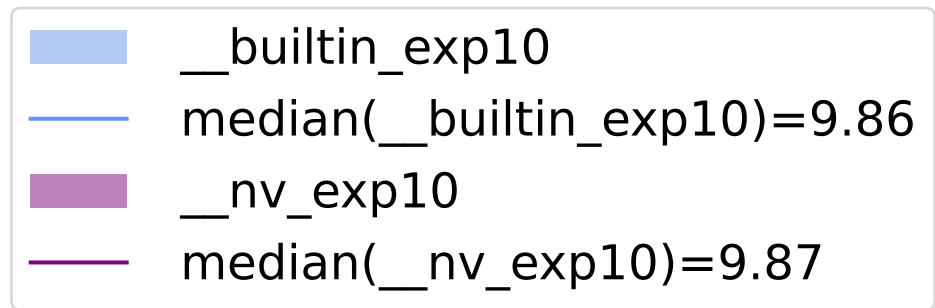 __builtin_exp10
median(__builtin_exp10)=9.86
__nv_exp10
median(__nv_exp10)=9.87